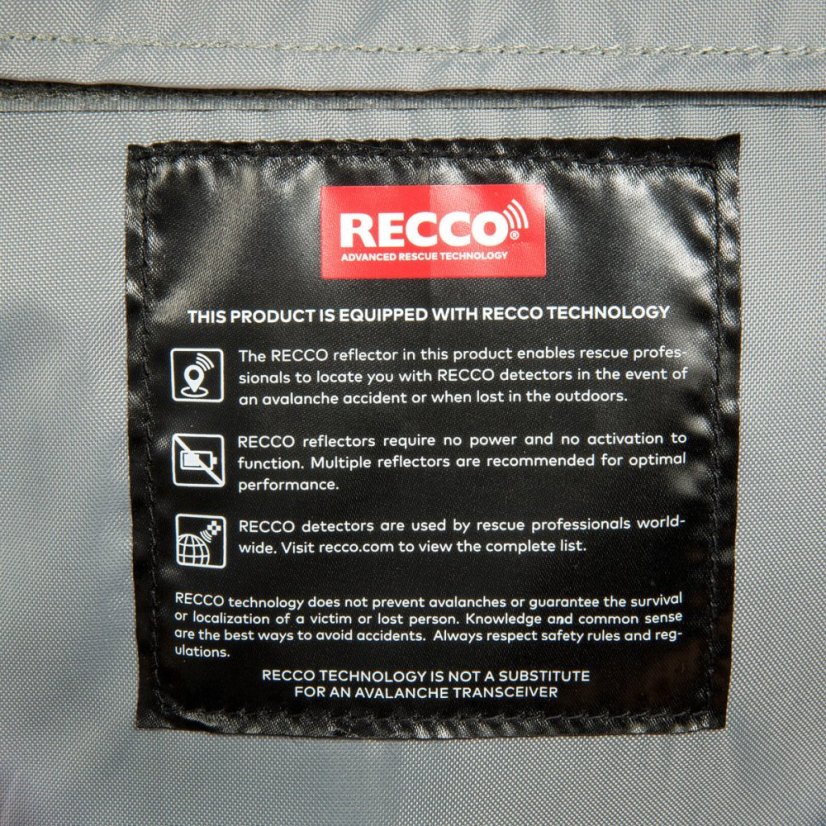 RECCO®
ADVANCED RESCUE TECHNOLOGY
THIS PRODUCT IS EQUIPPED WITH RECCO TECHNOLOGY
The RECCO reflector in this product enables rescue profes-
sionals to locate you with RECCO detectors in the event of
an avalanche accident or when lost in the outdoors.
RECCO reflectors require no power and no activation to
function. Multiple reflectors are recommended for optimal
performance.
RECCO detectors are used by rescue professionals world-
wide. Visit recco.com to view the complete list.
RECCO technology does not prevent avalanches or guarantee the survival
or localization of a victim or lost person. Knowledge and common sense
are the best ways to avoid accidents. Always respect safety rules and reg-
ulations.
RECCO TECHNOLOGY IS NOT A SUBSTITUTE
FOR AN AVALANCHE TRANSCEIVER